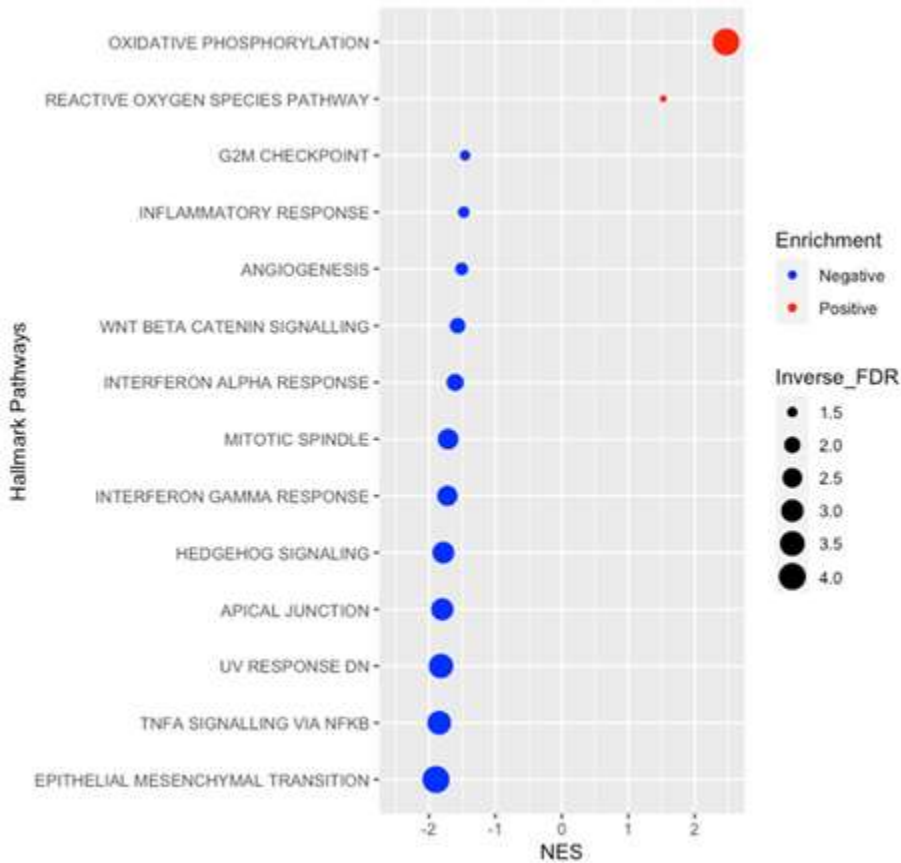 OXIDATIVE PHOSPHORYLATION
REACTIVE OXYGEN SPECIES PATHWAY
G2M CHECKPOINT
INFLAMMATORY RESPONSE
ANGIOGENESIS
WNT BETA CATENIN SIGNALLING
INTERFERON ALPHA RESPONSE
MITOTIC SPINDLE
INTERFERON GAMMA RESPONSE
HEDGEHOG SIGNALING
APICAL JUNCTION
UV RESPONSE DN
TNFA SIGNALLING VIA NFKB
EPITHELIAL MESENCHYMAL TRANSITION
Hallmark Pathways
-2 -1 0 1 2
NES
Enrichment
Negative
Positive
Inverse_FDR
1.5
2.0
2.5
3.0
3.5
4.0